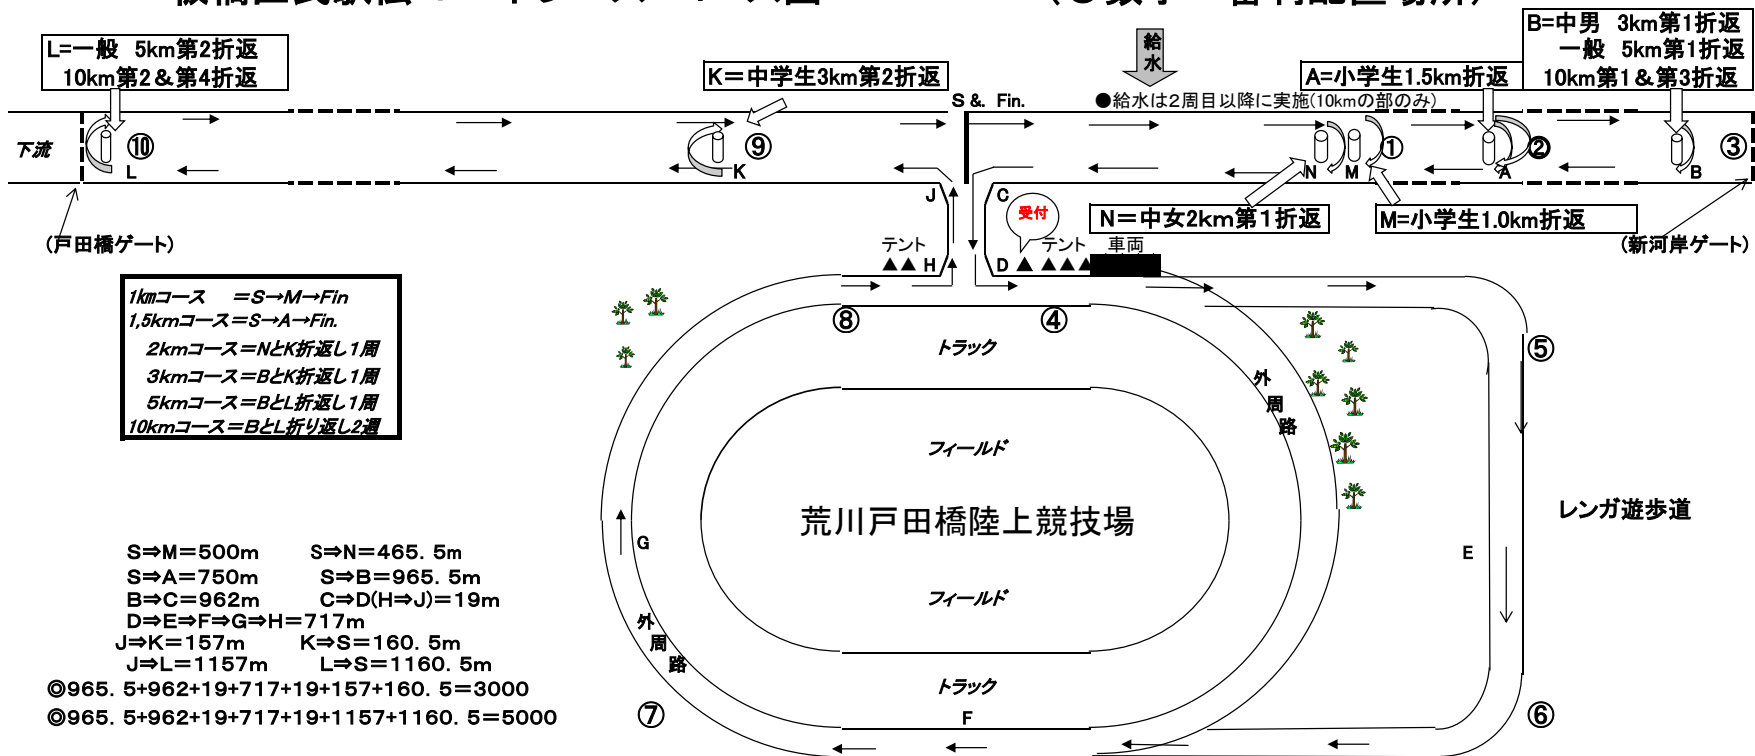 L=一般 5km第2折返
10km第2＆第4折返
K＝中学生3km第2折返
給水
A=小学生1.5km折返
B=中男 3km第1折返
一般 5km第1折返
10km第1＆第3折返
S &. Fin.
●給水は2周目以降に実施(10kmの部のみ)
下流
⑩
⑨
①
②
③
L
K
N
M
A
B
J
C
受付
N＝中女2km第1折返
M=小学生1.0km折返
(戸田橋ゲート)
(新河岸ゲート)
テント
テント
車両
H
D
1㎞コース ＝S→M→Fin
1,5kmコース＝S→A→Fin.
2kmコース＝NとK折返し1周
3kmコース＝BとK折返し1周
5kmコース＝BとL折返し1周
10kmコース＝BとL折り返し2週
⑧
④
⑤
トラック
外周路
フィールド
荒川戸田橋陸上競技場
レンガ遊歩道
G
E
フィールド
外周路
トラック
F
⑦
⑥
S⇒M＝500m S⇒N＝465. 5m
S⇒A＝750m S⇒B＝965. 5m
B⇒C＝962m C⇒D(H⇒J)＝19m
D⇒E⇒F⇒G⇒H＝717m
J⇒K＝157m K⇒S＝160. 5m
J⇒L＝1157m L⇒S＝1160. 5m
◎965. 5+962+19+717+19+157+160. 5＝3000
◎965. 5+962+19+717+19+1157+1160. 5＝5000